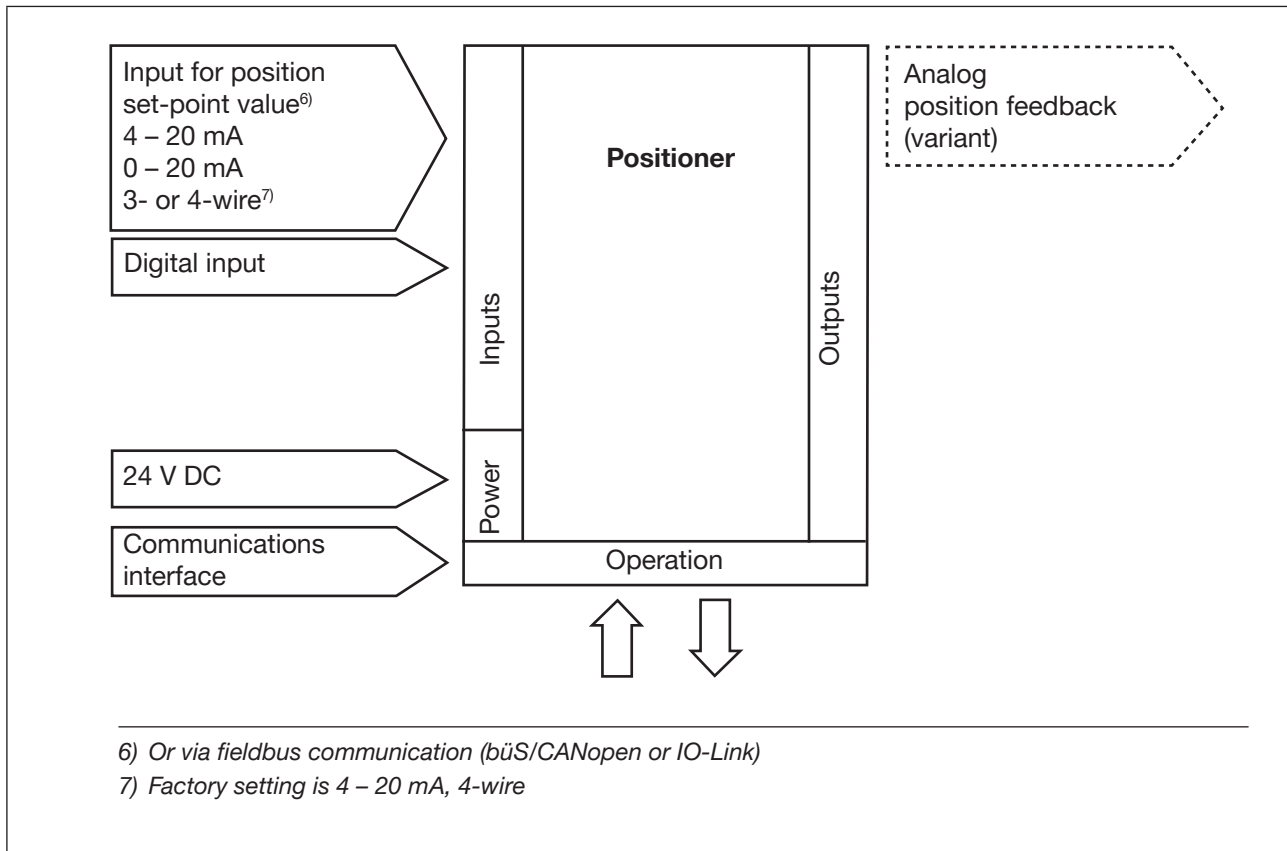 Input for position
set-point value6)
4 – 20 mA
0 – 20 mA
3- or 4-wire7)
Digital input
24 V DC
Communications
interface
Inputs
Power
Positioner
Operation
Outputs
Analog
position feedback
(variant)
6) Or via fieldbus communication (büS/CANopen or IO-Link)
7) Factory setting is 4 – 20 mA, 4-wire